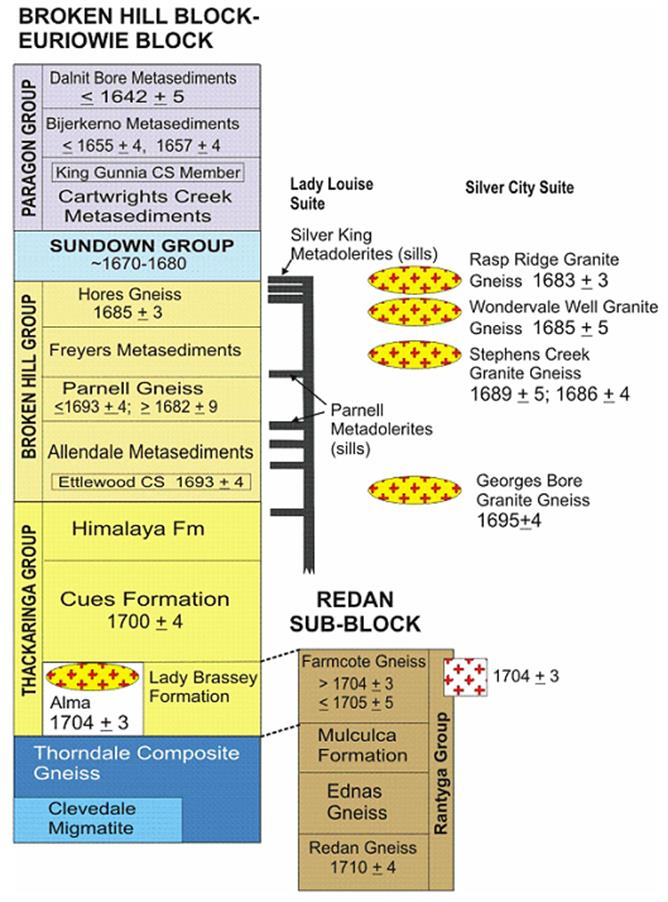 BROKEN HILL BLOCK-
EURIOWIE BLOCK
PARAGON GROUP
Dalnit Bore Metasediments
≤ 1642 ± 5
Bijerkerno Metasediments
≤ 1655 ± 4, 1657 ± 4
King Gunnia CS Member
Cartwrights Creek
Metasediments
SUNDOWN GROUP
~1670-1680
BROKEN HILL GROUP
Hores Gneiss
1685 ± 3
Freyers Metasediments
Parnell Gneiss
≤1693 ± 4; ≥ 1682 ± 9
Allendale Metasediments
Ettlewood CS 1693 ± 4
THACKARINGA GROUP
Himalaya Fm
Cues Formation
1700 ± 4
Lady Brassey
Formation
Alma
1704 ± 3
Thorndale Composite
Gneiss
Clevedale
Migmatite
Lady Louise
Suite
Silver King
Metadolerites (sills)
Parnell
Metadolerites
(sills)
Silver City Suite
Rasp Ridge Granite
Gneiss 1683 ± 3
Wondervale Well Granite
Gneiss 1685 ± 5
Stephens Creek
Granite Gneiss
1689 ± 5; 1686 ± 4
Georges Bore
Granite Gneiss
1695±4
REDAN
SUB-BLOCK
Farmcote Gneiss
> 1704 ± 3
≤ 1705 ± 5
Mulculca
Formation
Ednas
Gneiss
Redan Gneiss
1710 ± 4
Rantyga Group
1704 ± 3